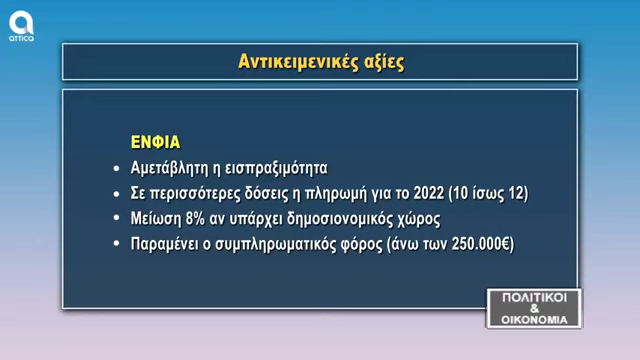 attica
Αντικειμενικές αξίες
ΕΝΦΙΑ
• Αμετάβλητη η εισπραξιμότητα
• Σε περισσότερες δόσεις η πληρωμή για το 2022 (10 ίσως 12)
• Μείωση 8% αν υπάρχει δημοσιονομικός χώρος
• Παραμένει ο συμπληρωματικός φόρος (άνω των 250.000€)
ΠΟΛΙΤΙΚΟΙ
&
ΟΙΚΟΝΟΜΙΑ